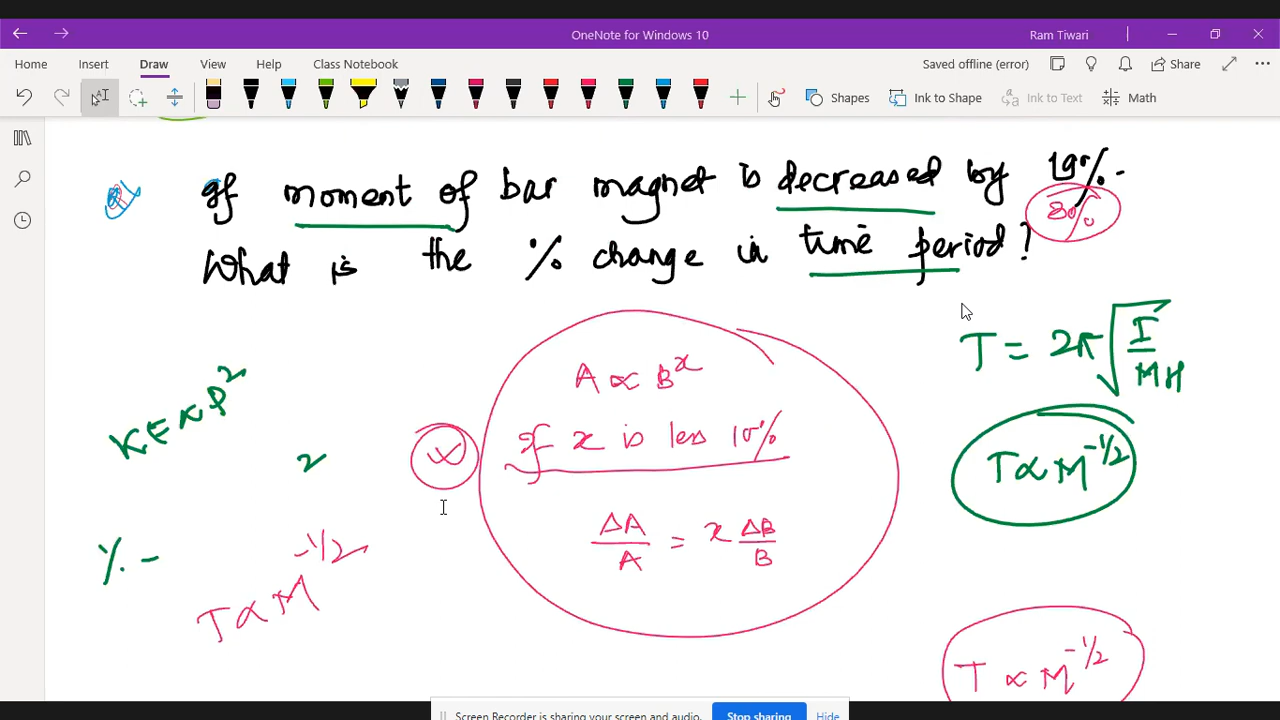 OneNote for Windows 10
Ram Tiwari
Home Insert Draw View Help Class Notebook
Saved offline (error)
Share
Shapes
Ink to Shape
Ink to Text
Math
If moment of bar magnet is decreased by 19%.
80%
What is the % change in time period?
T = 2π√(I/MH)
A ∝ B^x
KE ∝ P²
If x is less 10%
T ∝ M^-1/2
2
ΔA/A = x ΔB/B
% -
T ∝ M^-1/2
T ∝ M^-1/2
Screen Recorder is sharing your screen and audio.
Stop sharing
Hide